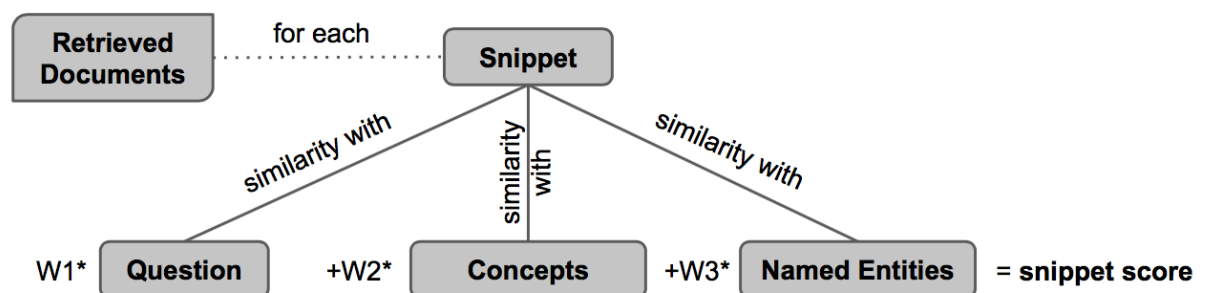 Retrieved
Documents
for each
Snippet
similarity with
similarity
with
similarity with
W1*
Question
+W2*
Concepts
+W3*
Named Entities
= snippet score